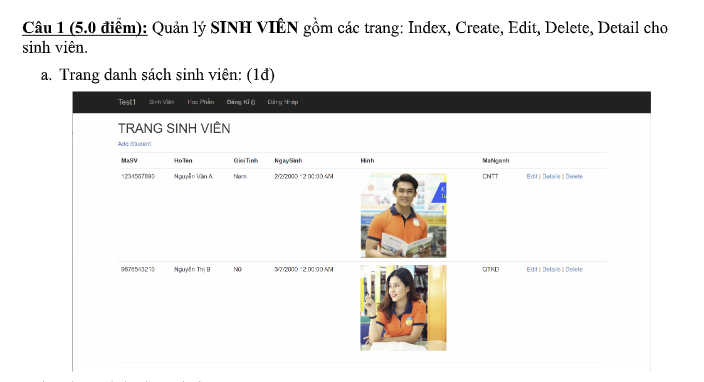 Câu 1 (5.0 điểm): Quản lý SINH VIÊN gồm các trang: Index, Create, Edit, Delete, Detail cho
sinh viên.
a. Trang danh sách sinh viên: (1đ)
Test1 Sinh Viên Học Phần Đăng Kí () Đăng Nhập
TRANG SINH VIÊN
Add Student
MaSV HoTen GioiTinh NgaySinh Hinh MaNganh
Nguyễn Văn A Nam 2/2/2000 12:00:00 AM CNTT Edit | Details | Delete
9876543210 Nguyễn Thị B Nữ 3/7/2000 12:00:00 AM QTKD Edit | Details | Delete